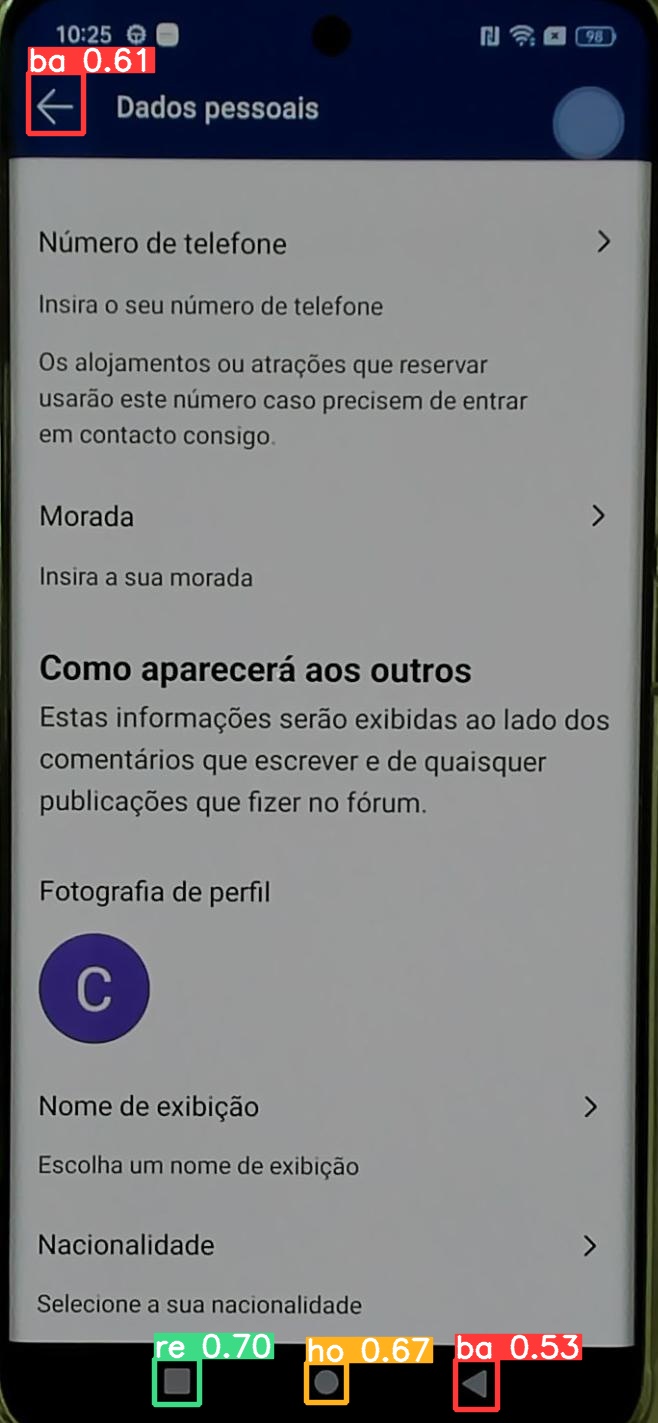 10:25
98
ba 0.61
Dados pessoais
Número de telefone
Insira o seu número de telefone
Os alojamentos ou atrações que reservar
usarão este número caso precisem de entrar
em contacto consigo.
Morada
Insira a sua morada
Como aparecerá aos outros
Estas informações serão exibidas ao lado dos
comentários que escrever e de quaisquer
publicações que fizer no fórum.
Fotografia de perfil
C
Nome de exibição
Escolha um nome de exibição
Nacionalidade
Selecione a sua nacionalidade
re 0.70
ho 0.67
ba 0.53